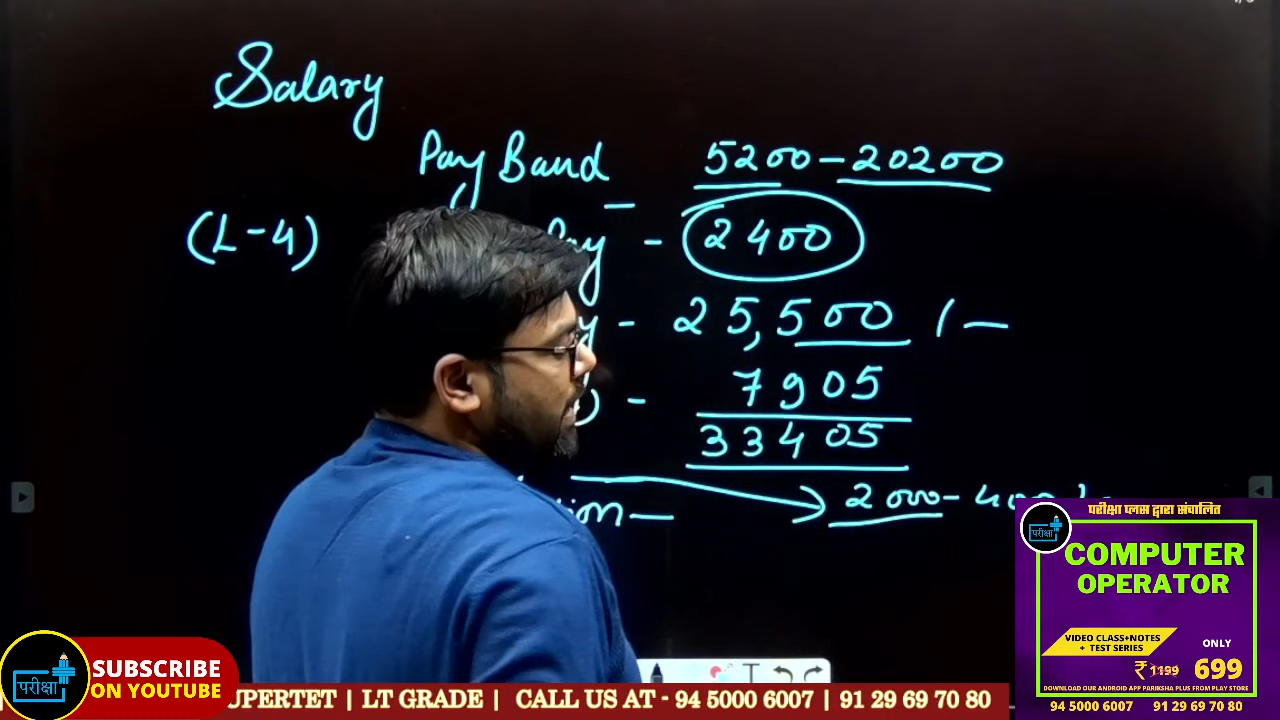 Salary
Pay Band - 5200-20200
(L-4) Pay - 2400
- 25,500/-
- 7905
33405
2000-
परीक्षा प्लस द्वारा संचालित
परीक्षा
COMPUTER
OPERATOR
VIDEO CLASS+NOTES
+ TEST SERIES
ONLY
₹ 1199 699
DOWNLOAD OUR ANDROID APP PARIKSHA PLUS FROM PLAY STORE
94 5000 6007 91 29 69 70 80
परीक्षा
SUBSCRIBE
ON YOUTUBE
UPERTET | LT GRADE | CALL US AT - 94 5000 6007 | 91 29 69 70 80